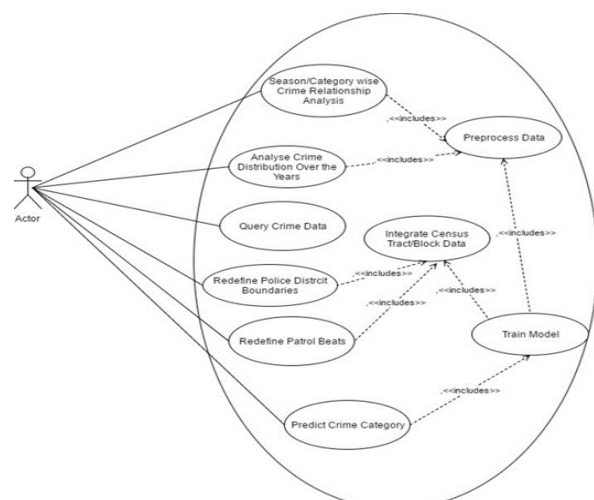 Season/Category wise
Crime Relationship
Analysis
,<<includes>>
Preprocess Data
Analyse Crime
Distribution Over the
Years
,<<includes>>
Actor
Query Crime Data
Integrate Census
Tract/Block Data
,<<includes>>
Redefine Police Distrcit
Boundaries
,<<includes>>
,<<includes>>
,<<includes>>
Redefine Patrol Beats
Train Model
,<<includes>>
Predict Crime Category